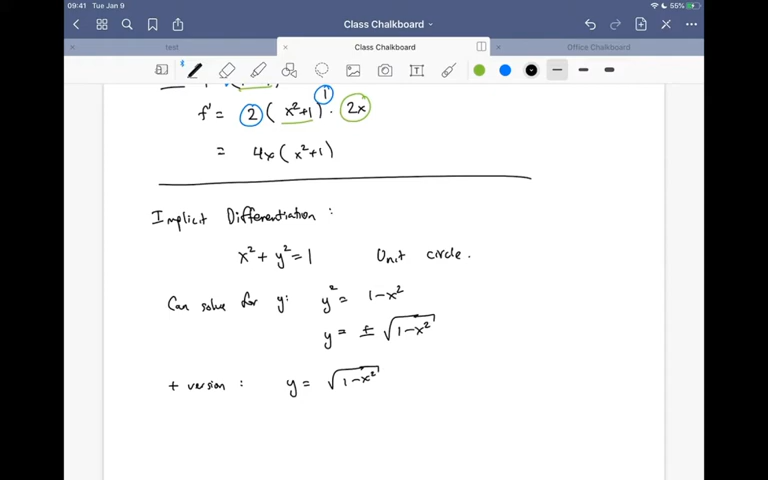 09:41 Tue Jan 9
55%
Class Chalkboard
test
Class Chalkboard
Office Chalkboard
f' = 2 ( x²+1 )¹ · 2x
= 4x ( x²+1 )
Implicit Differentiation :
x² + y² = 1 Unit circle.
Can solve for y: y² = 1-x²
y = ± √1-x²
+ version : y = √1-x²